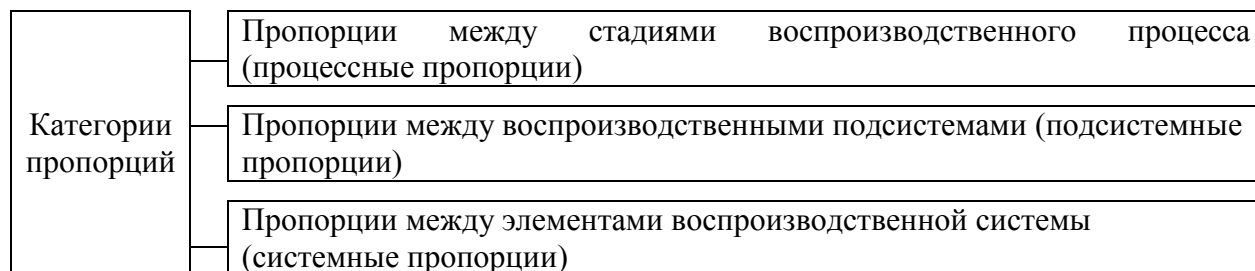 Пропорции между стадиями воспроизводственного процесса
(процессные пропорции)
Категории
пропорций
Пропорции между воспроизводственными подсистемами (подсистемные
пропорции)
Пропорции между элементами воспроизводственной системы
(системные пропорции)